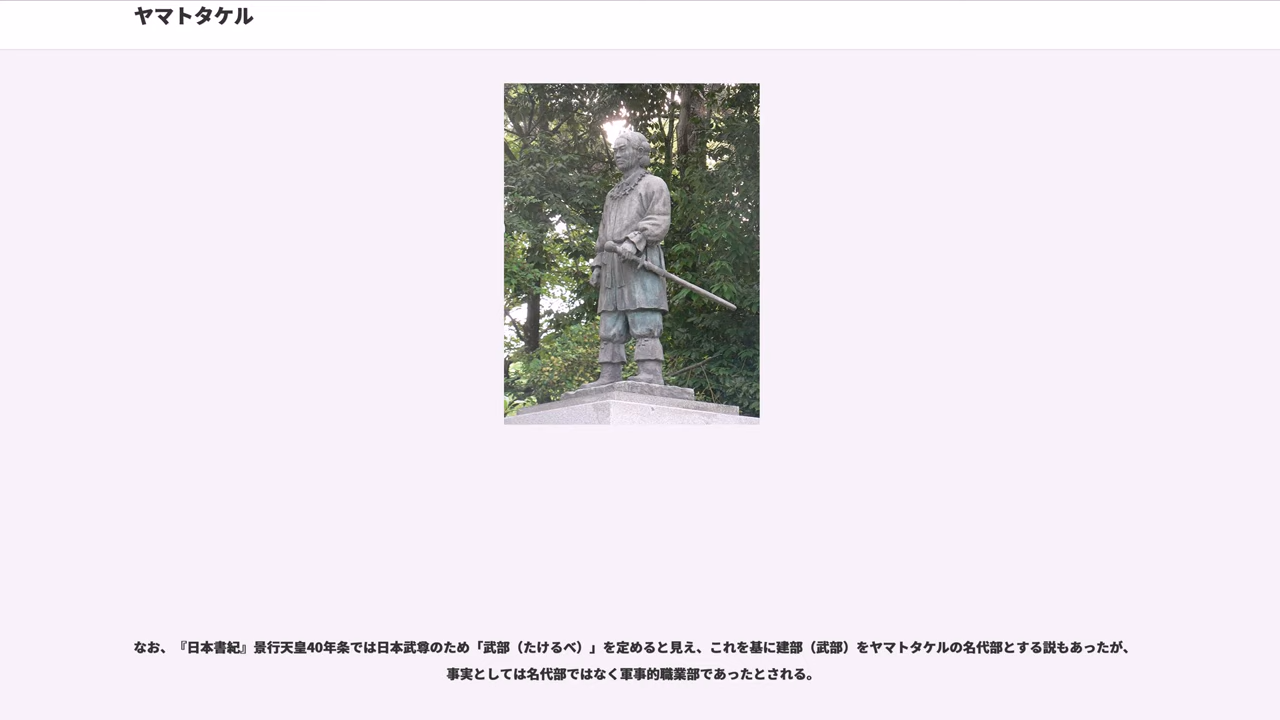 ヤマトタケル
なお、『日本書紀』景行天皇40年条では日本武尊のため「武部（たけるべ）」を定めると見え、これを基に建部（武部）をヤマトタケルの名代部とする説もあったが、
事実としては名代部ではなく軍事的職業部であったとされる。